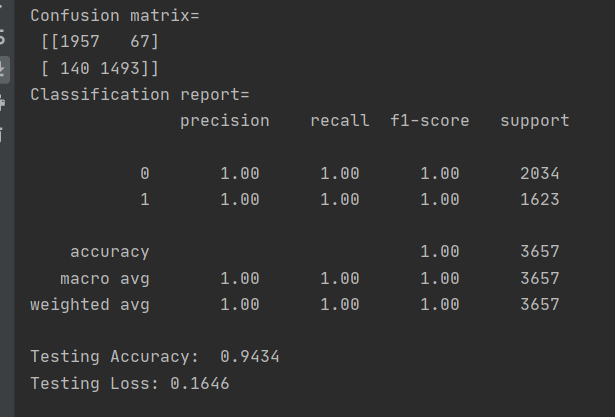 Confusion matrix=
[[1957 67]
[ 140 1493]]
Classification report=
precision recall f1-score support
0 1.00 1.00 1.00 2034
1 1.00 1.00 1.00 1623
accuracy 1.00 3657
macro avg 1.00 1.00 1.00 3657
weighted avg 1.00 1.00 1.00 3657
Testing Accuracy: 0.9434
Testing Loss: 0.1646